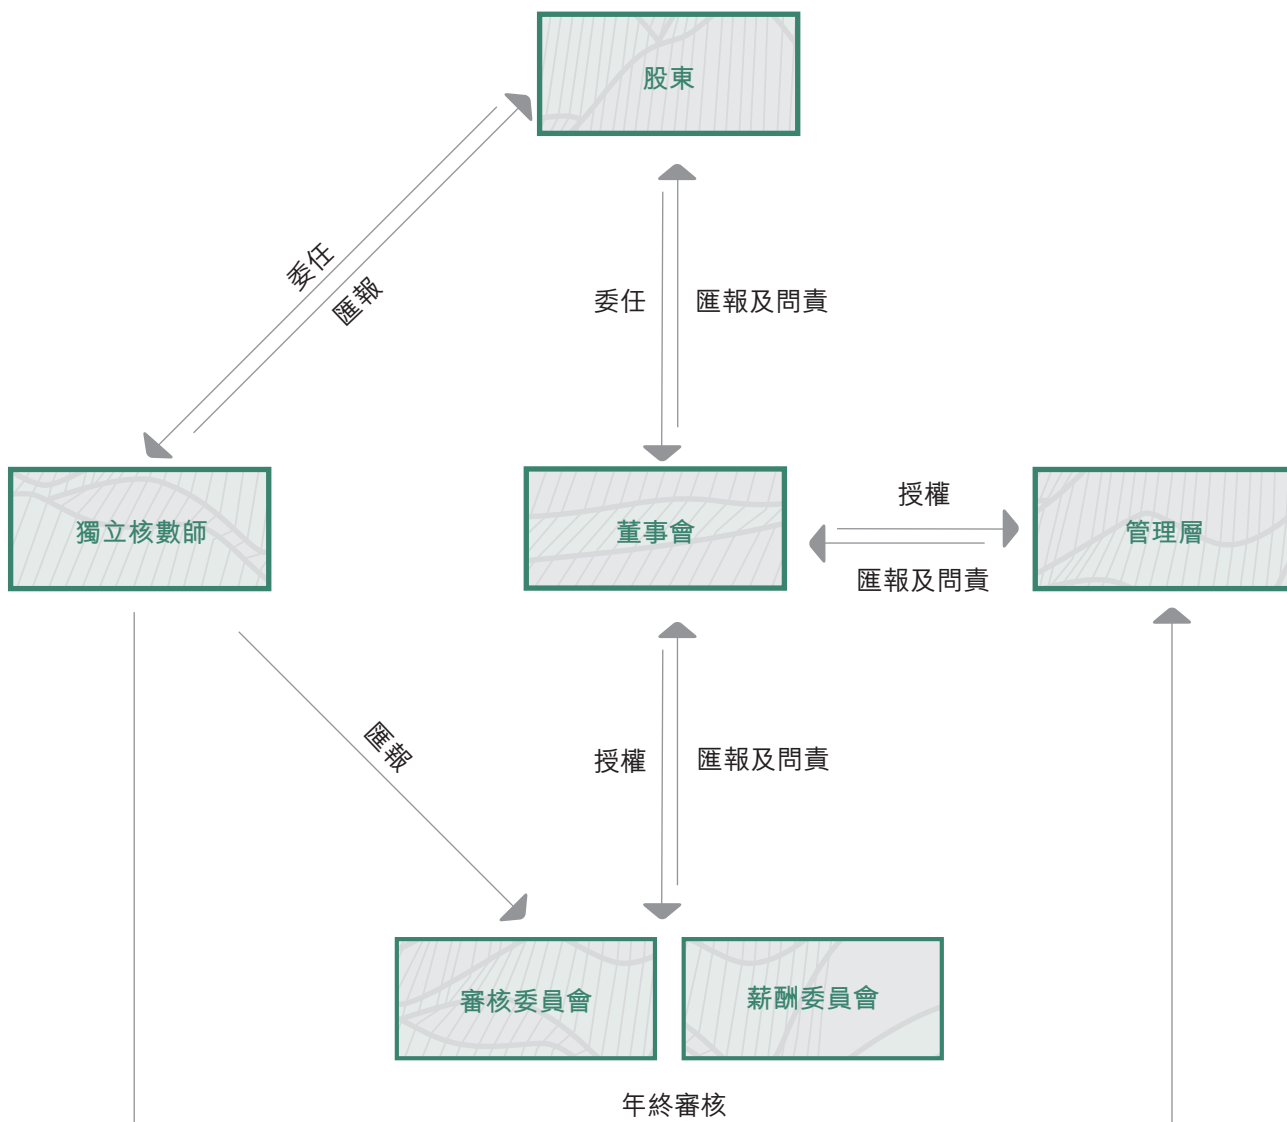 股東
委任
匯報
委任
匯報及問責
獨立核數師
董事會
授權
匯報及問責
管理層
匯報
授權
匯報及問責
審核委員會
薪酬委員會
年終審核